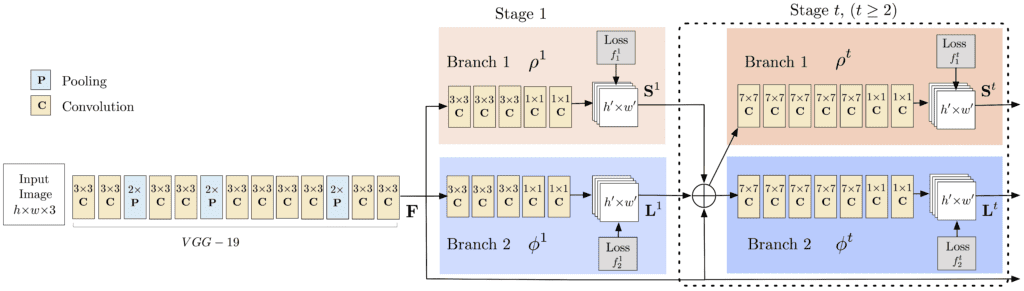 Stage 1
Stage t, (t ≥ 2)
P Pooling
C Convolution
Input
Image
h×w×3
3×3 C
3×3 C
2× P
3×3 C
3×3 C
2× P
3×3 C
3×3 C
3×3 C
3×3 C
2× P
3×3 C
3×3 C
VGG − 19
F
Branch 1 ρ¹
Loss
f₁¹
3×3 C
3×3 C
3×3 C
1×1 C
1×1 C
h′×w′
S¹
3×3 C
3×3 C
3×3 C
1×1 C
1×1 C
h′×w′
L¹
Branch 2 ϕ¹
Loss
f₂¹
Branch 1 ρᵗ
Loss
f₁ᵗ
7×7 C
7×7 C
7×7 C
7×7 C
7×7 C
1×1 C
1×1 C
h′×w′
Sᵗ
7×7 C
7×7 C
7×7 C
7×7 C
7×7 C
1×1 C
1×1 C
h′×w′
Lᵗ
Branch 2 ϕᵗ
Loss
f₂ᵗ